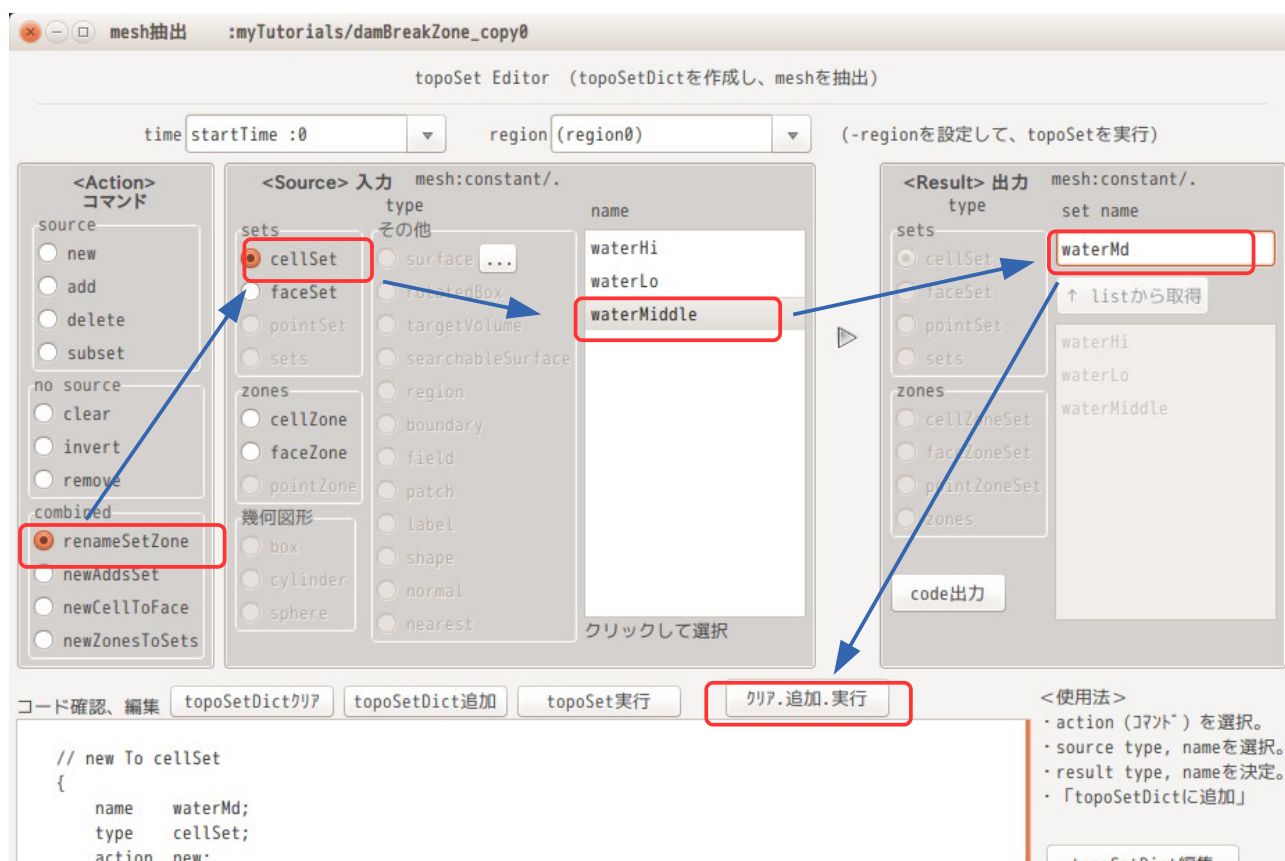 mesh抽出 :myTutorials/damBreakZone_copy0
topoSet Editor （topoSetDictを作成し、meshを抽出）
time startTime :0 region (region0) (-regionを設定して、topoSetを実行)
<Action>
コマンド
source
new
add
delete
subset
no source
clear
invert
remove
combined
renameSetZone
newAddsSet
newCellToFace
newZonesToSets
<Source> 入力 mesh:constant/.
type
name
sets
cellSet
faceSet
pointSet
sets
zones
cellZone
faceZone
pointZone
幾何図形
box
cylinder
sphere
その他
surface ...
rotatedBox
targetVolume
searchableSurface
region
boundary
field
patch
label
shape
normal
nearest
waterHi
waterLo
waterMiddle
クリックして選択
<Result> 出力 mesh:constant/.
type
set name
sets
cellSet
faceSet
pointSet
sets
zones
cellZoneSet
faceZoneSet
pointZoneSet
zones
code出力
waterMd
↑ listから取得
waterHi
waterLo
waterMiddle
コード確認、編集 topoSetDictｸﾘｱ topoSetDict追加 topoSet実行 ｸﾘｱ.追加.実行
// new To cellSet
{
name waterMd;
type cellSet;
action new;
＜使用法＞
・action (ｺﾏﾝﾄﾞ) を選択。
・source type, nameを選択。
・result type, nameを決定。
・「topoSetDictに追加」
topoSetDict編集